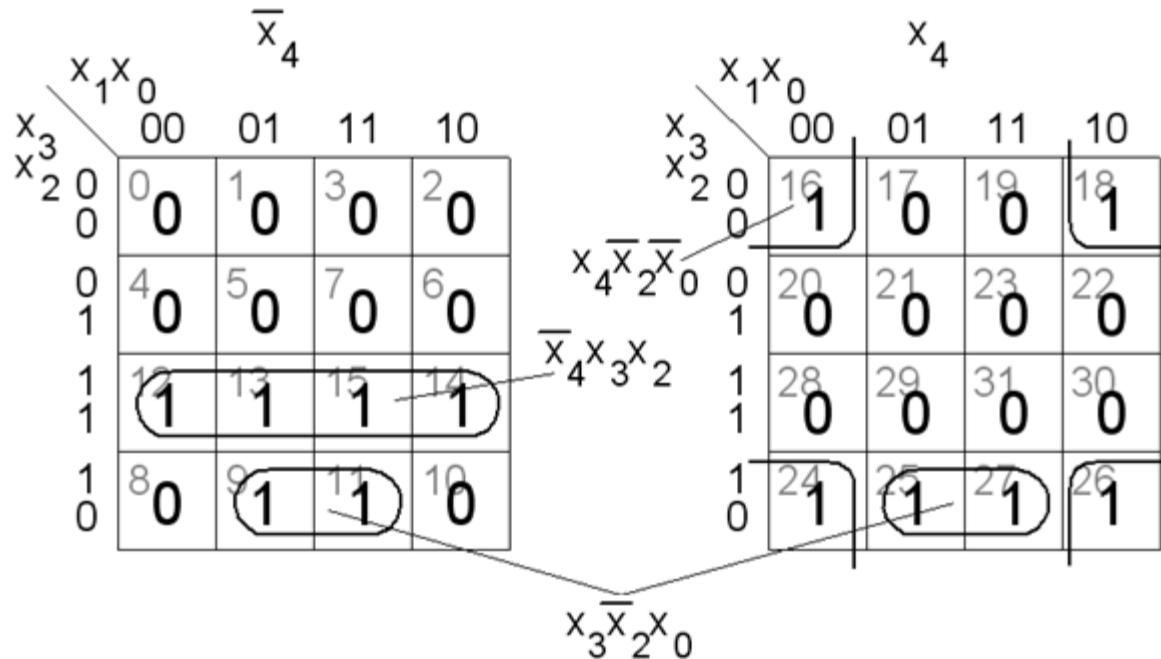 x̅₄ x₄
x₁x₀ x₁x₀
x₃ 00 01 11 10 x₃ 00 01 11 10
x₂ 0 0 0 1 0 3 0 2 0 x₂ 0 16 1 17 0 19 0 18 1
0 0
x₄x̅₂x̅₀
0 4 0 5 0 7 0 6 0 0 20 0 21 0 23 0 22 0
1 1
x̅₄x₃x₂
1 12 1 13 1 15 1 14 1 1 28 0 29 0 31 0 30 0
1 1
1 8 0 9 1 11 1 10 0 1 24 1 25 1 27 1 26 1
0 0
x₃x̅₂x₀